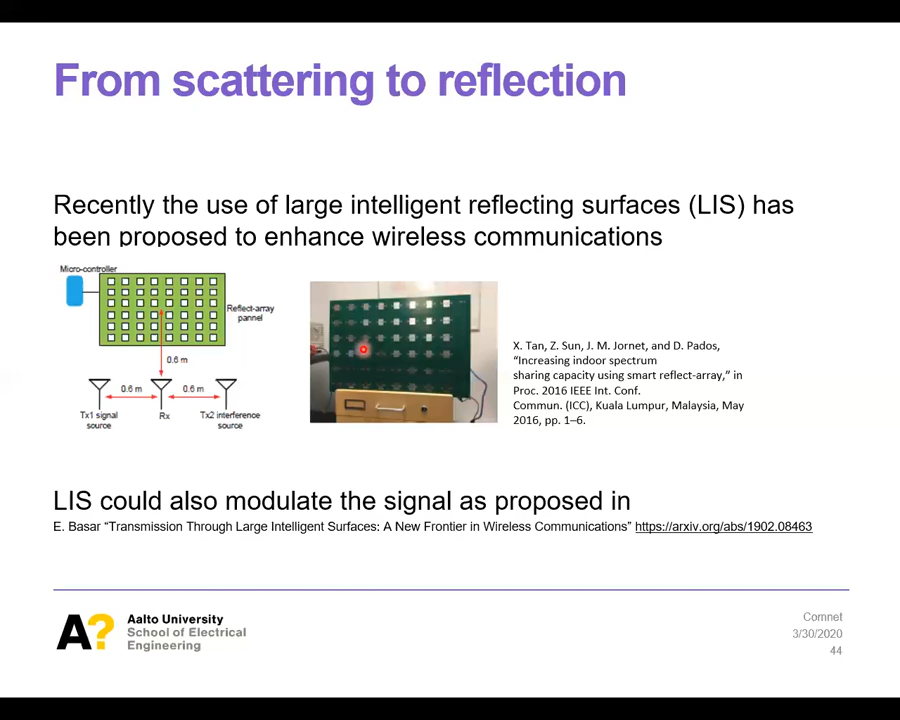 From scattering to reflection
Recently the use of large intelligent reflecting surfaces (LIS) has
been proposed to enhance wireless communications
Micro-controller
Reflect-array
pannel
0.6 m
0.6 m
0.6 m
Tx1 signal
source
Rx
Tx2 interference
source
X. Tan, Z. Sun, J. M. Jornet, and D. Pados,
“Increasing indoor spectrum
sharing capacity using smart reflect-array,” in
Proc. 2016 IEEE Int. Conf.
Commun. (ICC), Kuala Lumpur, Malaysia, May
2016, pp. 1–6.
LIS could also modulate the signal as proposed in
E. Basar “Transmission Through Large Intelligent Surfaces: A New Frontier in Wireless Communications” https://arxiv.org/abs/1902.08463
A?
Aalto University
School of Electrical
Engineering
Comnet
3/30/2020
44